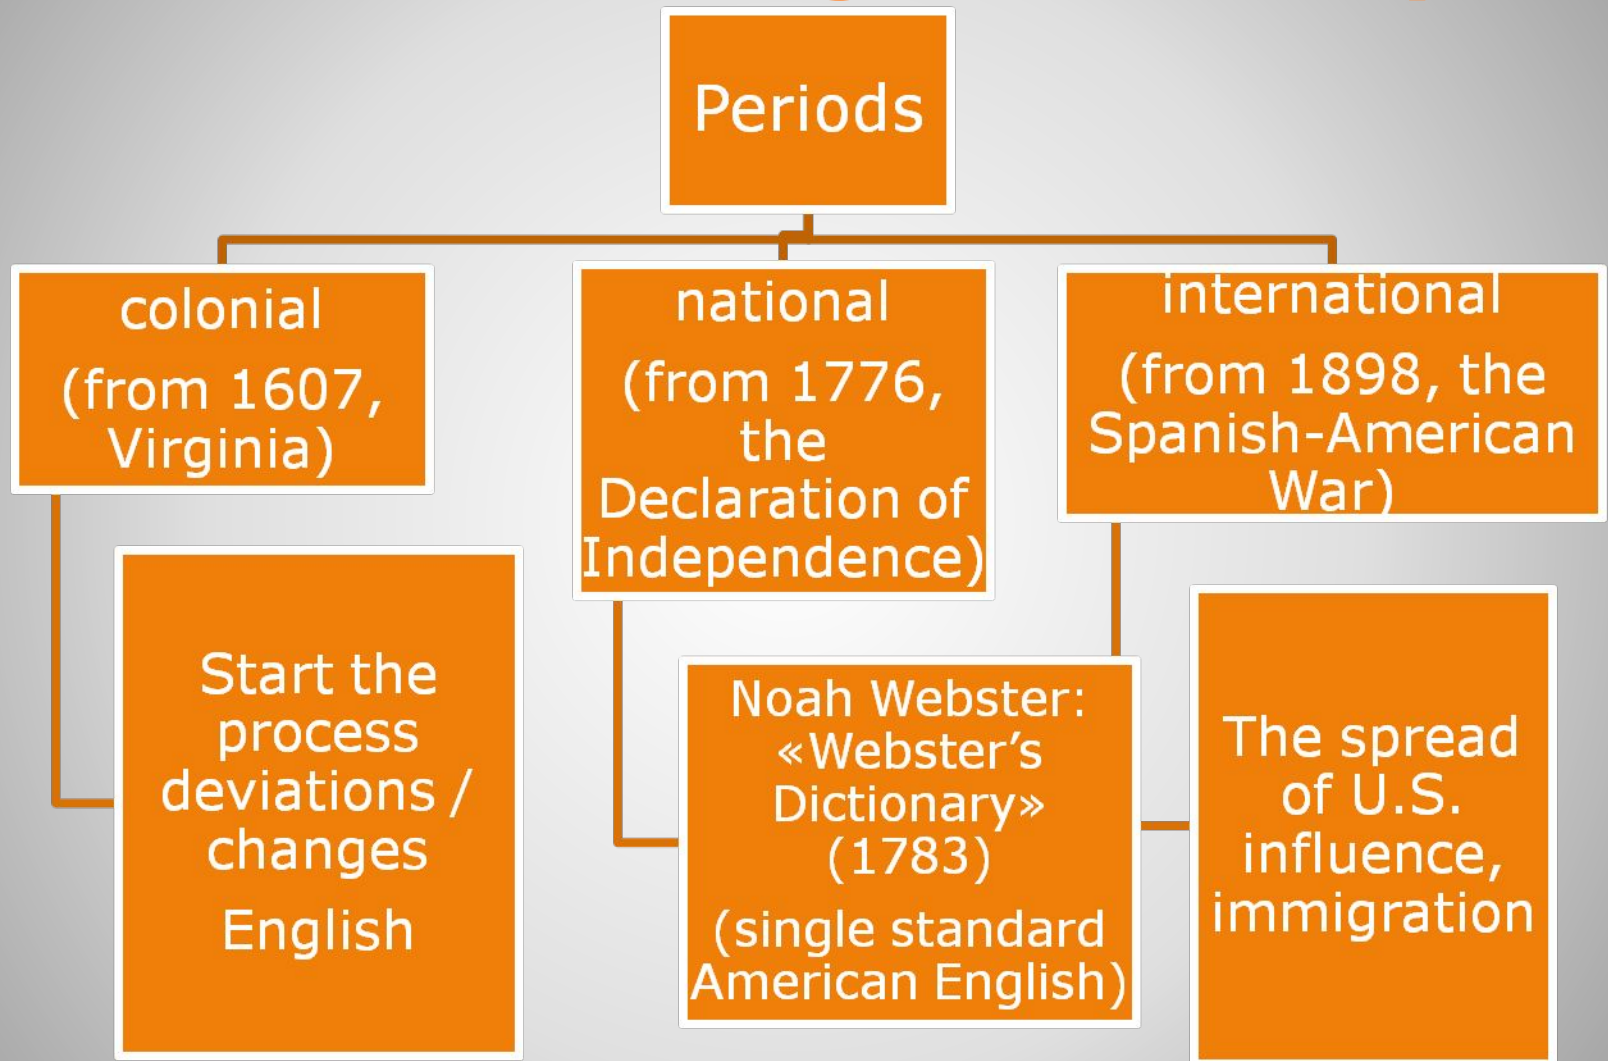 Periods
colonial
(from 1607,
Virginia)
national
(from 1776,
the
Declaration of
Independence)
international
(from 1898, the
Spanish-American
War)
Start the
process
deviations /
changes
English
Noah Webster:
«Webster’s
Dictionary»
(1783)
(single standard
American English)
The spread
of U.S.
influence,
immigration